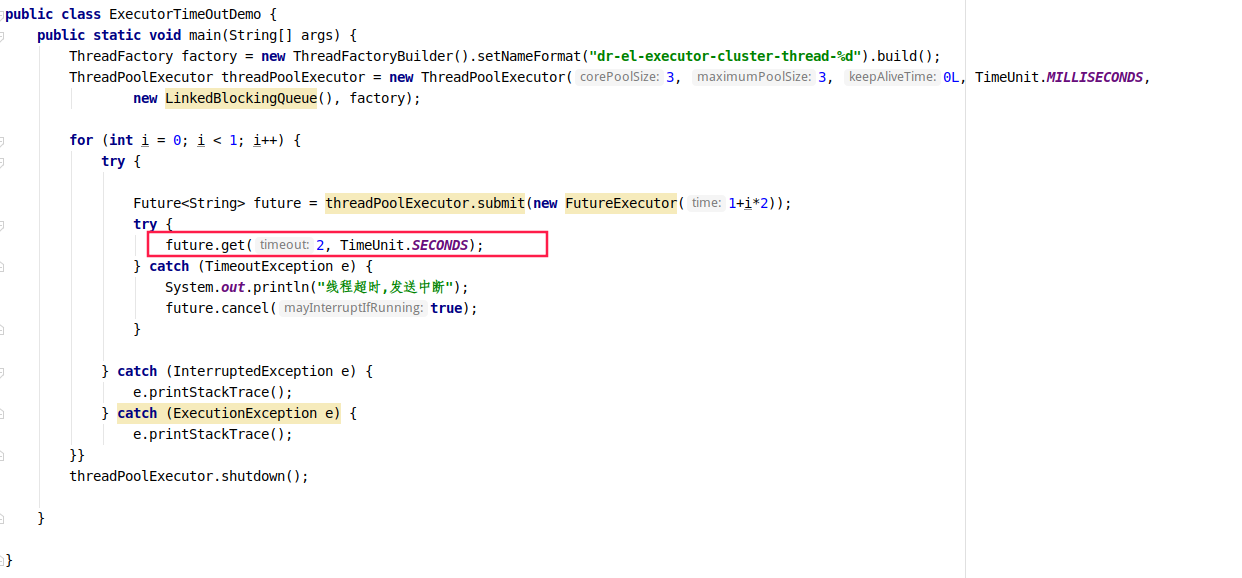 public class ExecutorTimeOutDemo {
public static void main(String[] args) {
ThreadFactory factory = new ThreadFactoryBuilder().setNameFormat("dr-el-executor-cluster-thread-%d").build();
ThreadPoolExecutor threadPoolExecutor = new ThreadPoolExecutor( corePoolSize: 3, maximumPoolSize: 3, keepAliveTime: 0L, TimeUnit.MILLISECONDS,
new LinkedBlockingQueue(), factory);
for (int i = 0; i < 1; i++) {
try {
Future<String> future = threadPoolExecutor.submit(new FutureExecutor( time: 1+i*2));
try {
future.get( timeout: 2, TimeUnit.SECONDS);
} catch (TimeoutException e) {
System.out.println("线程超时,发送中断");
future.cancel( mayInterruptIfRunning: true);
}
} catch (InterruptedException e) {
e.printStackTrace();
} catch (ExecutionException e) {
e.printStackTrace();
}}
threadPoolExecutor.shutdown();
}
}